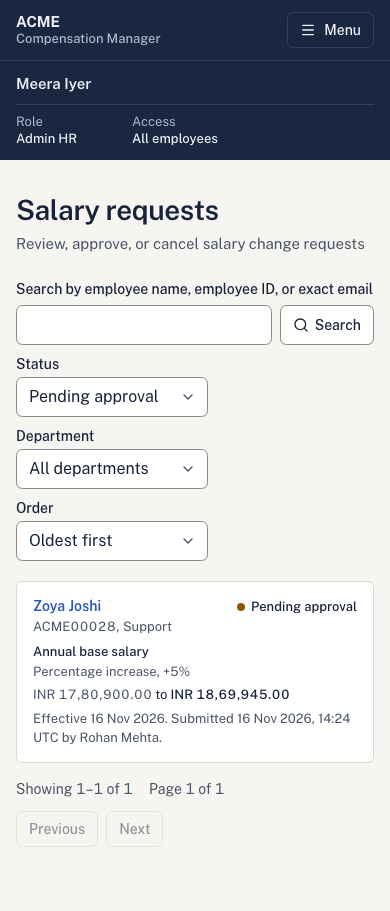 ACME
Compensation Manager
Menu
Meera Iyer
Role
Access
Admin HR
All employees
Salary requests
Review, approve, or cancel salary change requests
Search by employee name, employee ID, or exact email
Search
Status
Pending approval
Department
All departments
Order
Oldest first
Zoya Joshi
Pending approval
ACME00028, Support
Annual base salary
Percentage increase, +5%
INR 17,80,900.00 to INR 18,69,945.00
Effective 16 Nov 2026. Submitted 16 Nov 2026, 14:24
UTC by Rohan Mehta.
Showing 1–1 of 1 Page 1 of 1
Previous
Next